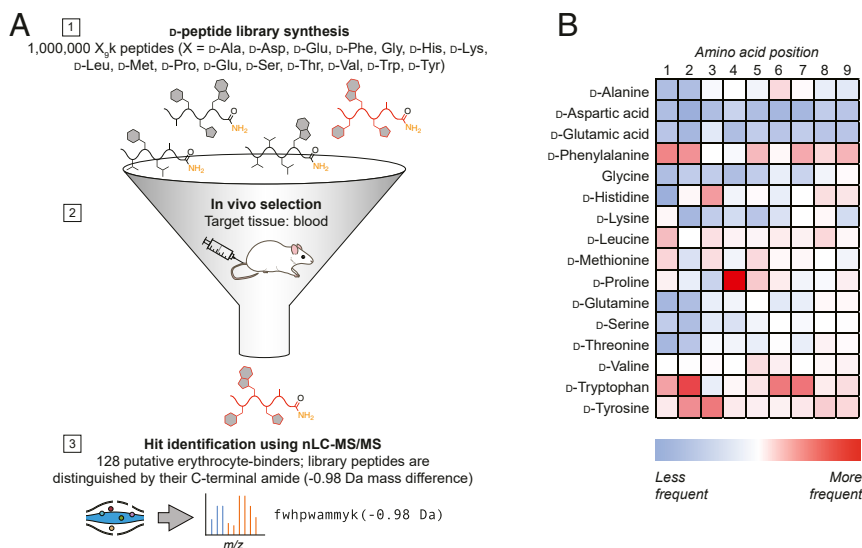 A
1
D-peptide library synthesis
1,000,000 X9k peptides (X = D-Ala, D-Asp, D-Glu, D-Phe, Gly, D-His, D-Lys,
D-Leu, D-Met, D-Pro, D-Glu, D-Ser, D-Thr, D-Val, D-Trp, D-Tyr)
O
NH2
O
NH2
O
NH2
O
NH2
2
In vivo selection
Target tissue: blood
O
NH2
3
Hit identification using nLC-MS/MS
128 putative erythrocyte-binders; library peptides are
distinguished by their C-terminal amide (-0.98 Da mass difference)
fwhpwammyk(-0.98 Da)
m/z
B
Amino acid position
1 2 3 4 5 6 7 8 9
D-Alanine
D-Aspartic acid
D-Glutamic acid
D-Phenylalanine
Glycine
D-Histidine
D-Lysine
D-Leucine
D-Methionine
D-Proline
D-Glutamine
D-Serine
D-Threonine
D-Valine
D-Tryptophan
D-Tyrosine
Less frequent
More frequent